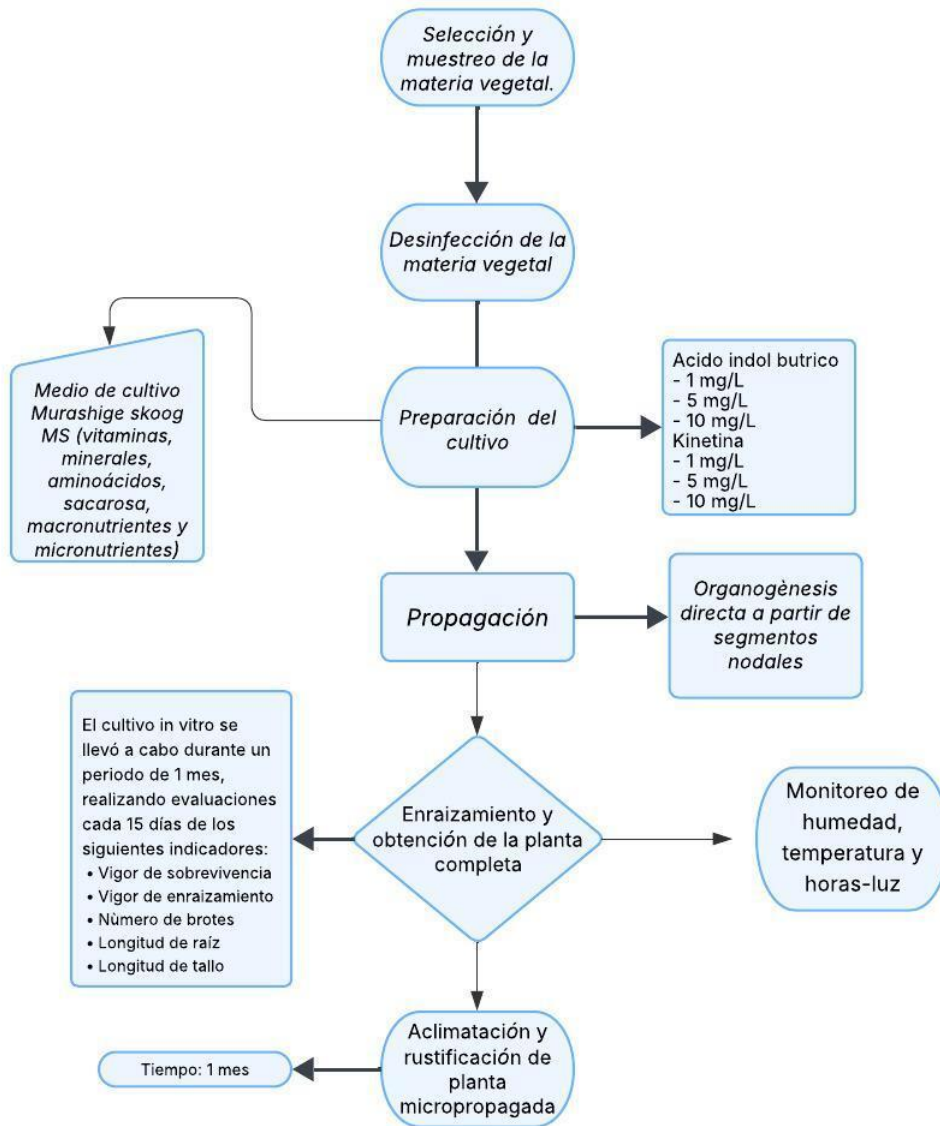 Selección y
muestreo de la
materia vegetal.
Desinfección de la
materia vegetal
Medio de cultivo
Murashige skoog
MS (vitaminas,
minerales,
aminoácidos,
sacarosa,
macronutrientes y
micronutrientes)
Preparación del
cultivo
Acido indol butrico
- 1 mg/L
- 5 mg/L
- 10 mg/L
Kinetina
- 1 mg/L
- 5 mg/L
- 10 mg/L
Propagación
Organogènesis
directa a partir de
segmentos
nodales
El cultivo in vitro se
llevó a cabo durante un
periodo de 1 mes,
realizando evaluaciones
cada 15 días de los
siguientes indicadores:
• Vigor de sobrevivencia
• Vigor de enraizamiento
• Nùmero de brotes
• Longitud de raíz
• Longitud de tallo
Enraizamiento y
obtención de la planta
completa
Monitoreo de
humedad,
temperatura y
horas-luz
Aclimatación y
rustificación de
planta
micropropagada
Tiempo: 1 mes